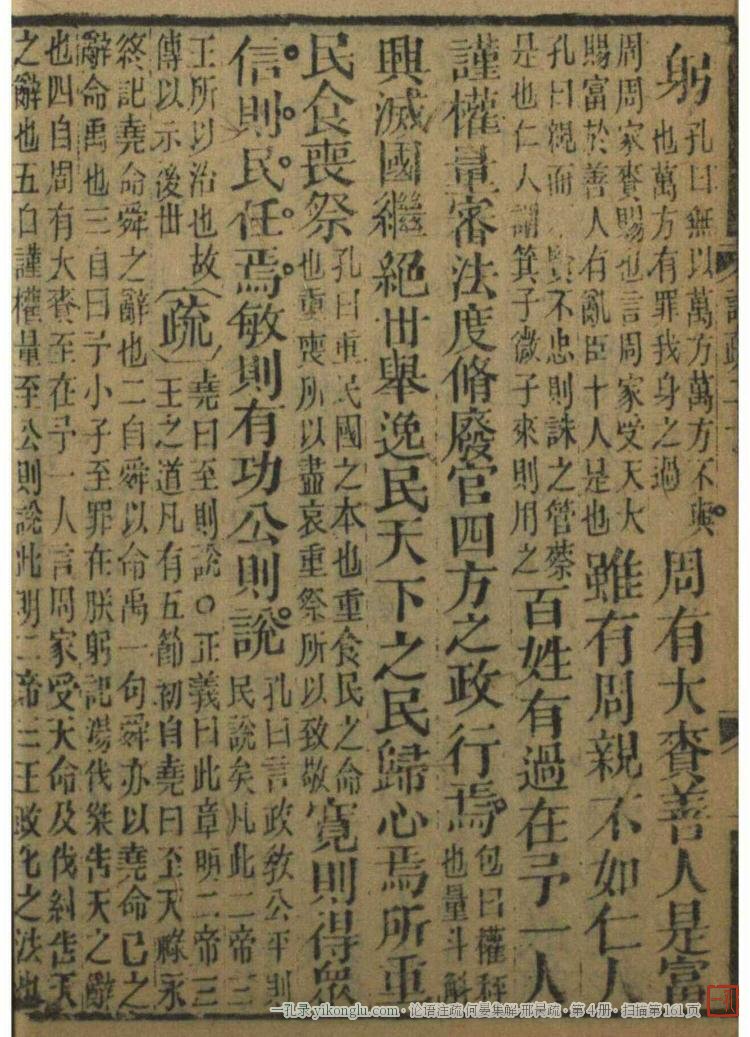 躬孔曰無以萬方萬方不與也萬方有罪我身之過周有大賚善人是富
周周家賚賜也言周家受天大賜富於善人有亂臣十人是也雖有周親不如仁人
孔曰親而不賢不忠則誅之管蔡是也仁人謂箕子微子來則用之百姓有過在予一人
謹權量審法度脩廢官四方之政行焉包曰權秤也量斗斛
興滅國繼絕世舉逸民天下之民歸心焉所重
民食喪祭孔曰重民國之本也重食民之命也重喪所以盡哀重祭所以致敬寬則得衆
信則民任焉敏則有功公則說孔曰言政教公平則民說矣凡此二帝三
王所以治也故傳以示後世疏堯曰至則說○正義曰此章明二帝三王之道凡有五節初自堯曰至天祿永
終記堯命舜之辭也二自舜以命禹一句舜亦以堯命己之
辭命禹也三自曰予小子至罪在朕躬記湯伐桀告天之辭
也四自周有大賚至在予一人言周家受天命及伐紂告天
之辭也五自謹權量至公則說此明二帝三王政化之法也
一孔录 yikonglu.com · 论语注疏 何晏集解 邢昺疏 · 第 4 册 · 扫描第 161 页